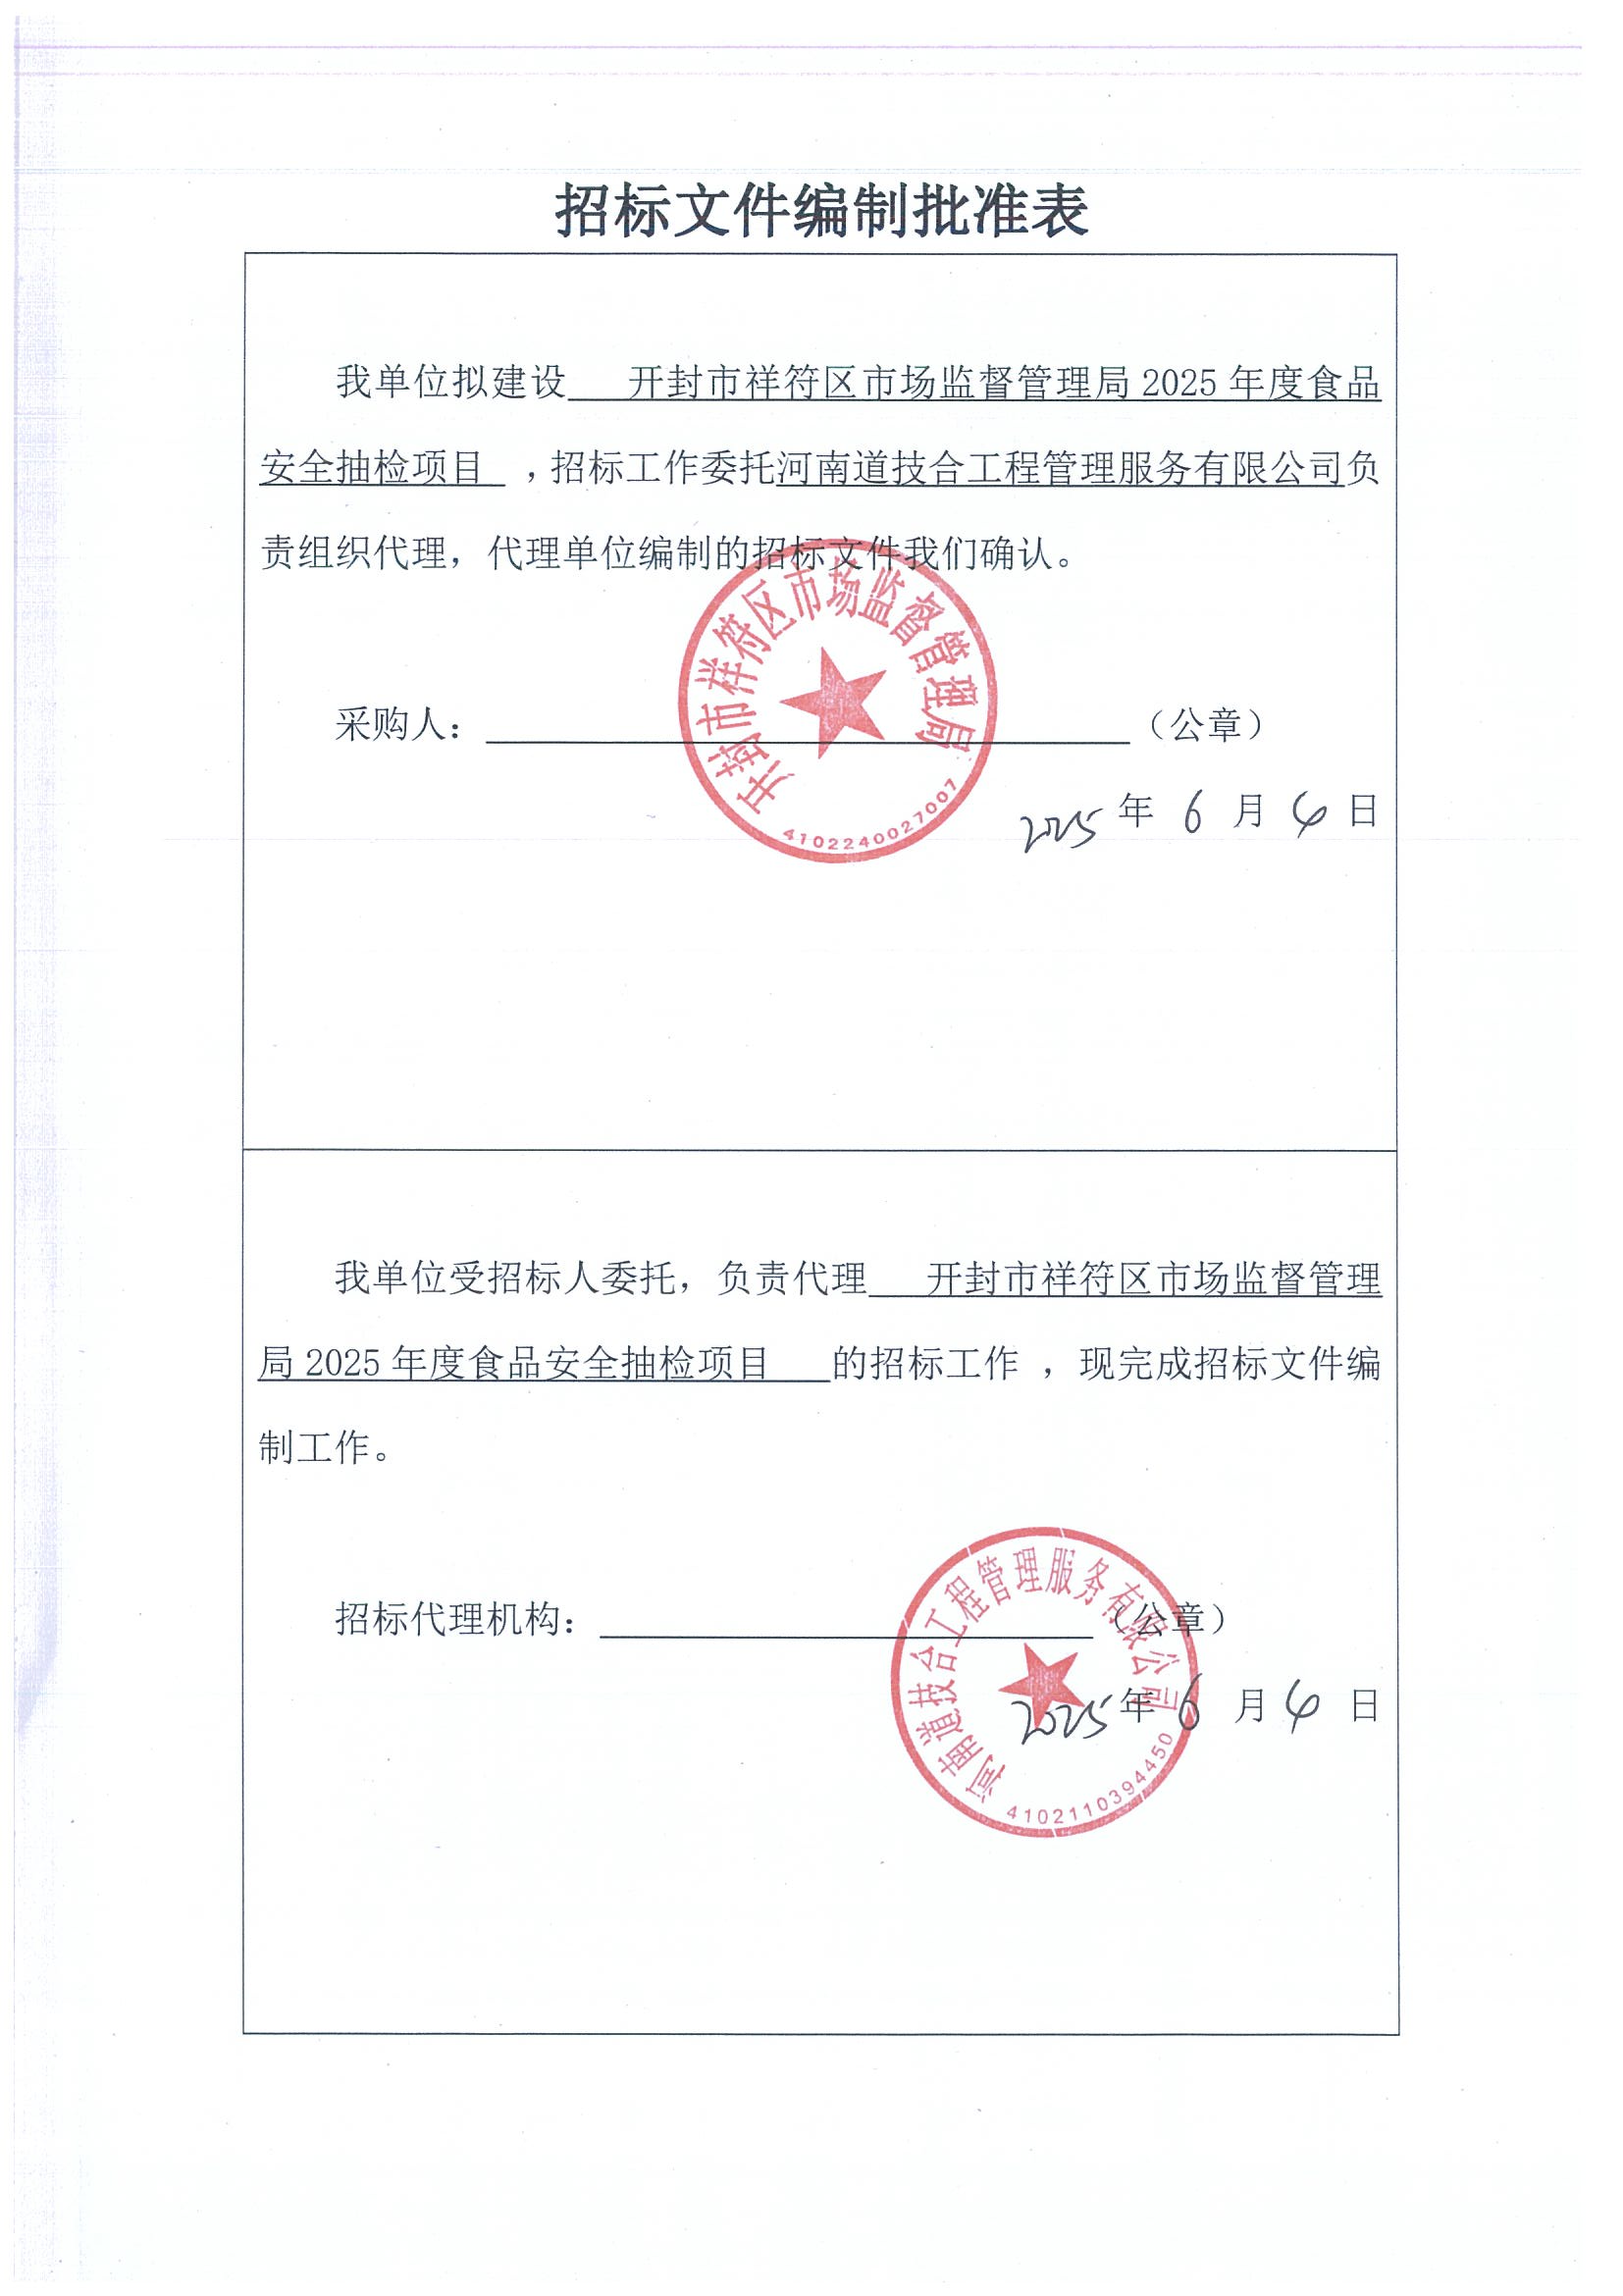 招标文件编制批准表
我单位拟建设 开封市祥符区市场监督管理局 2025 年度食品
安全抽检项目 ，招标工作委托河南道技合工程管理服务有限公司负
责组织代理，代理单位编制的招标文件我们确认。
开封市祥符区市场监督管理局
采购人： （公章）
4102240027007
2025 年 6 月 4 日
我单位受招标人委托，负责代理 开封市祥符区市场监督管理
局 2025 年度食品安全抽检项目 的招标工作 ，现完成招标文件编
制工作。
河南道技合工程管理服务有限公司
招标代理机构： （公章）
2025 年 6 月 4 日
4102110394450